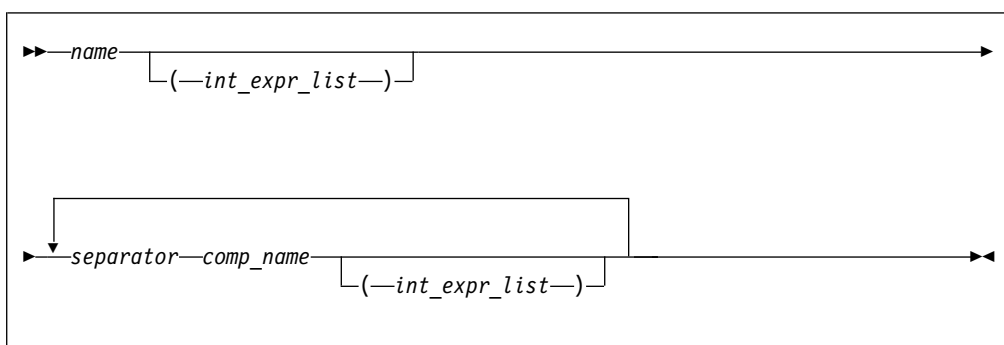 name
(int_expr_list)
separator comp_name
(int_expr_list)